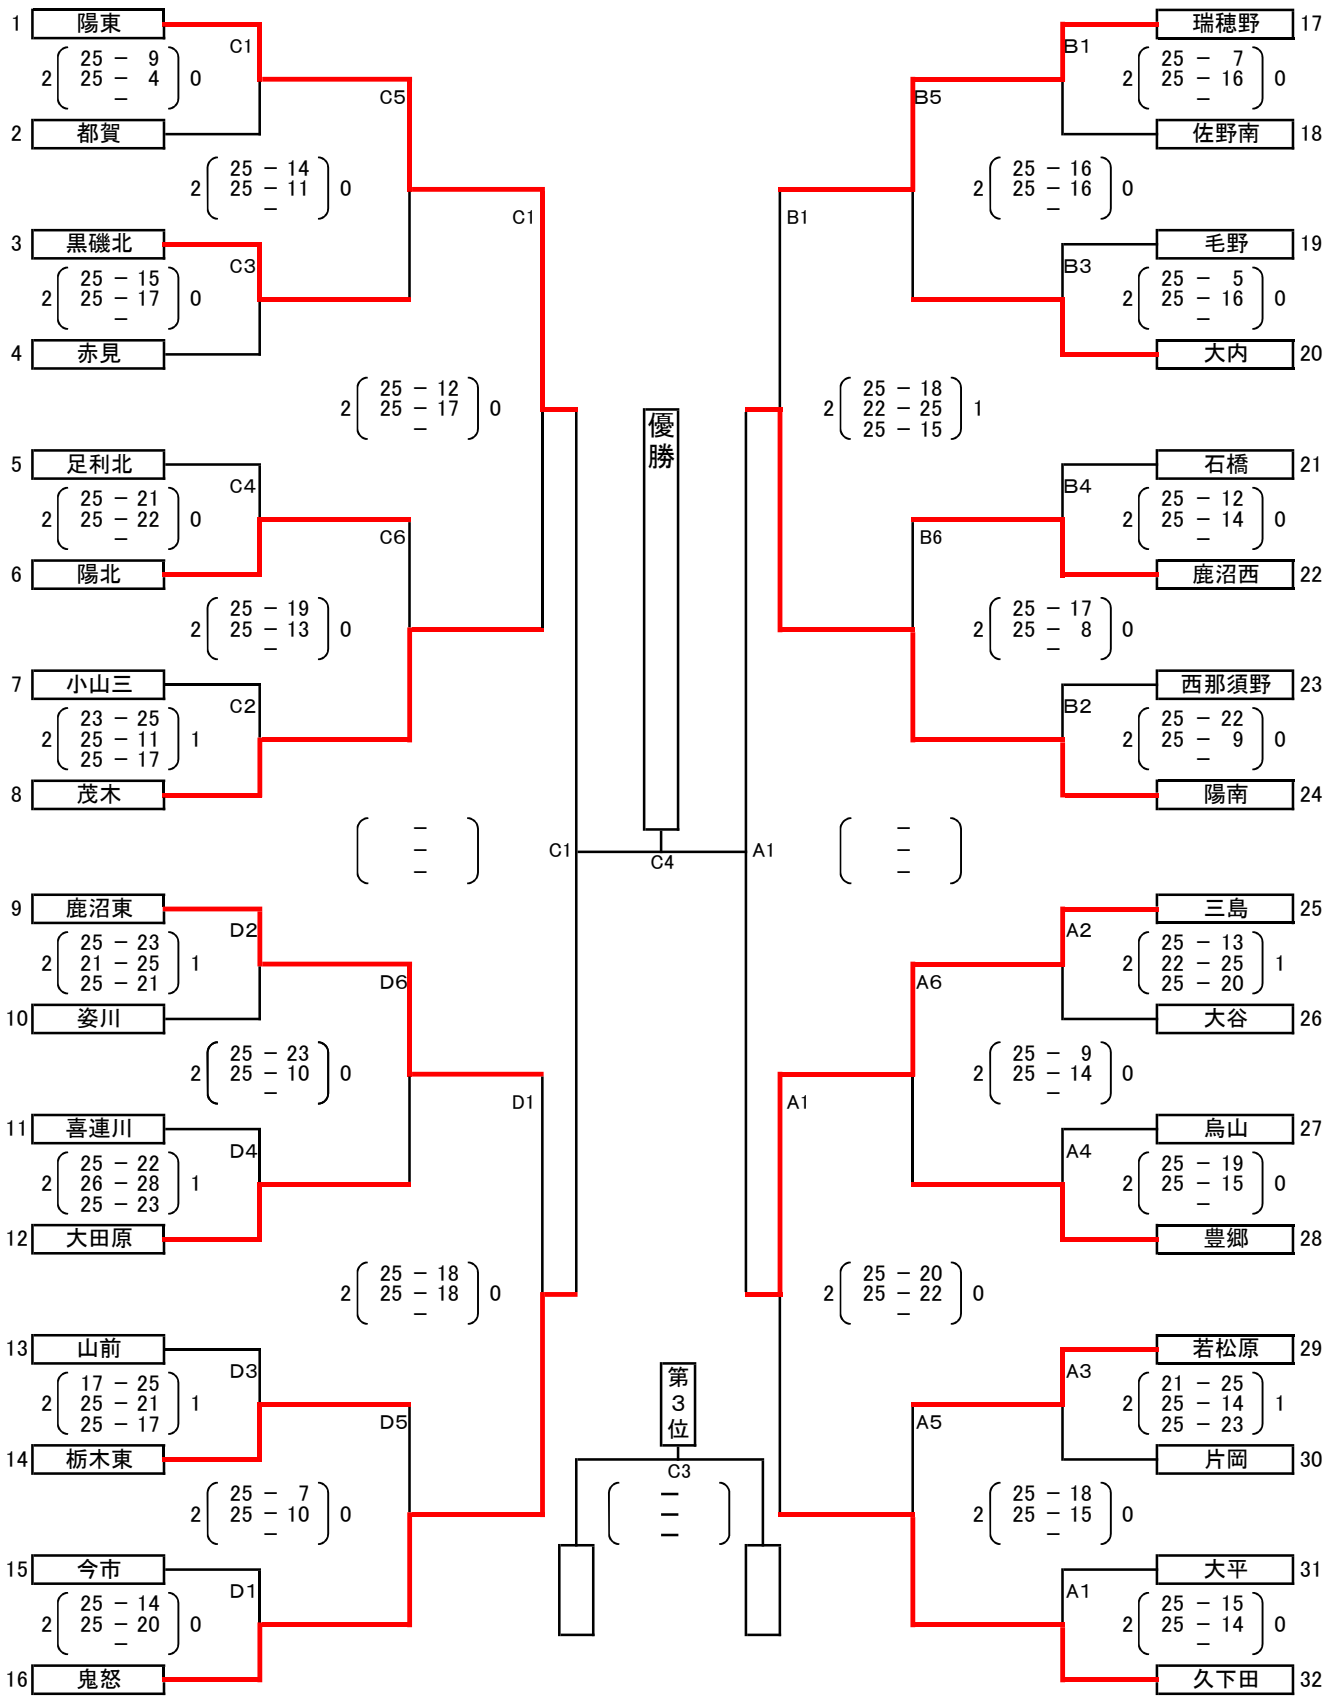 1 陽東
C1
25 − 9
2 25 − 4 0
−
C5
2 都賀
25 − 14
2 25 − 11 0
−
C1
3 黒磯北
C3
25 − 15
2 25 − 17 0
−
4 赤見
25 − 12
2 25 − 17 0
−
5 足利北
C4
25 − 21
2 25 − 22 0
−
C6
6 陽北
25 − 19
2 25 − 13 0
−
7 小山三
C2
23 − 25
2 25 − 11 1
25 − 17
8 茂木
−
−
−
C1
9 鹿沼東
D2
25 − 23
2 21 − 25 1
25 − 21
D6
10 姿川
25 − 23
2 25 − 10 0
−
D1
11 喜連川
D4
25 − 22
2 26 − 28 1
25 − 23
12 大田原
25 − 18
2 25 − 18 0
−
13 山前
D3
17 − 25
2 25 − 21 1
25 − 17
D5
14 栃木東
25 − 7
2 25 − 10 0
−
15 今市
D1
25 − 14
2 25 − 20 0
−
16 鬼怒
優勝
C4
第3位
C3
−
−
−
瑞穂野 17
B1
25 − 7
2 25 − 16 0
−
B5
佐野南 18
25 − 16
2 25 − 16 0
−
B1
毛野 19
B3
25 − 5
2 25 − 16 0
−
大内 20
25 − 18
2 22 − 25 1
25 − 15
石橋 21
B4
25 − 12
2 25 − 14 0
−
B6
鹿沼西 22
25 − 17
2 25 − 8 0
−
西那須野 23
B2
25 − 22
2 25 − 9 0
−
陽南 24
−
−
−
A1
三島 25
A2
25 − 13
2 22 − 25 1
25 − 20
A6
大谷 26
25 − 9
2 25 − 14 0
−
A1
烏山 27
A4
25 − 19
2 25 − 15 0
−
豊郷 28
25 − 20
2 25 − 22 0
−
若松原 29
A3
21 − 25
2 25 − 14 1
25 − 23
A5
片岡 30
25 − 18
2 25 − 15 0
−
大平 31
A1
25 − 15
2 25 − 14 0
−
久下田 32